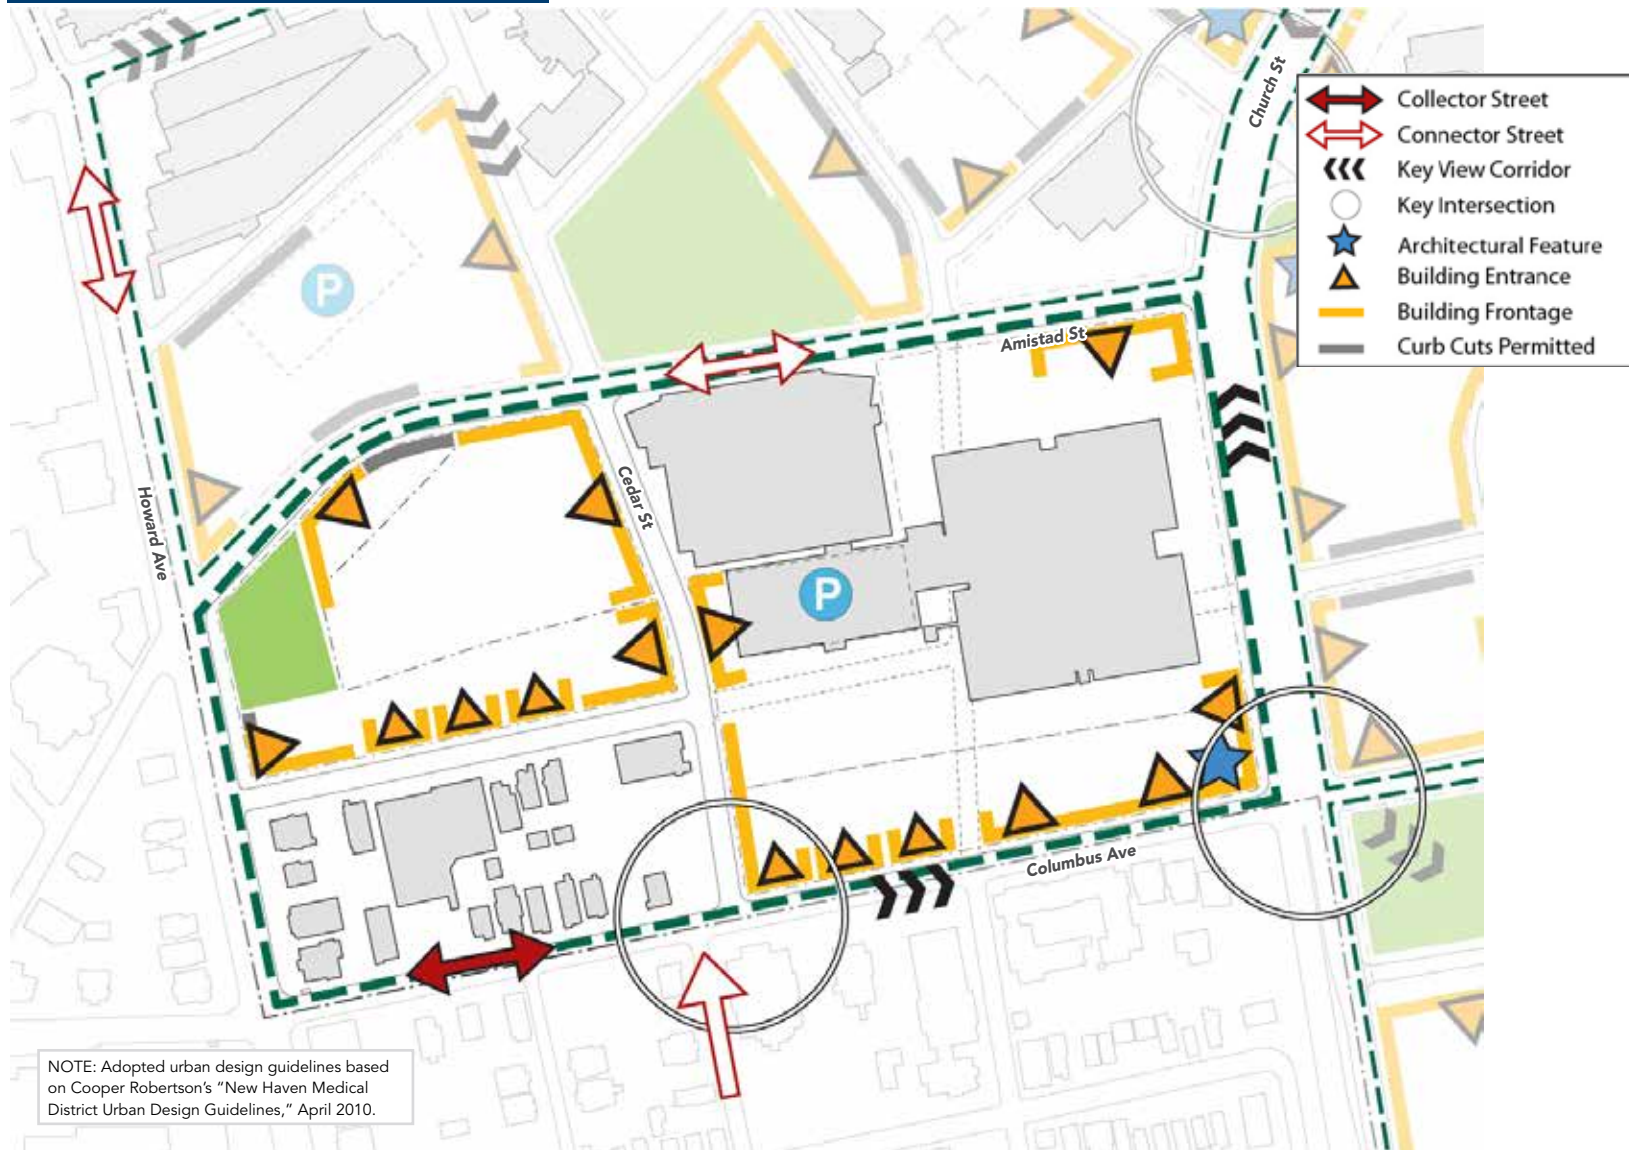 Church St
Collector Street
Connector Street
Key View Corridor
Key Intersection
Architectural Feature
Building Entrance
Building Frontage
Curb Cuts Permitted
P
Amistad St
Cedar St
Howard Ave
P
Columbus Ave
NOTE: Adopted urban design guidelines based
on Cooper Robertson's “New Haven Medical
District Urban Design Guidelines,” April 2010.